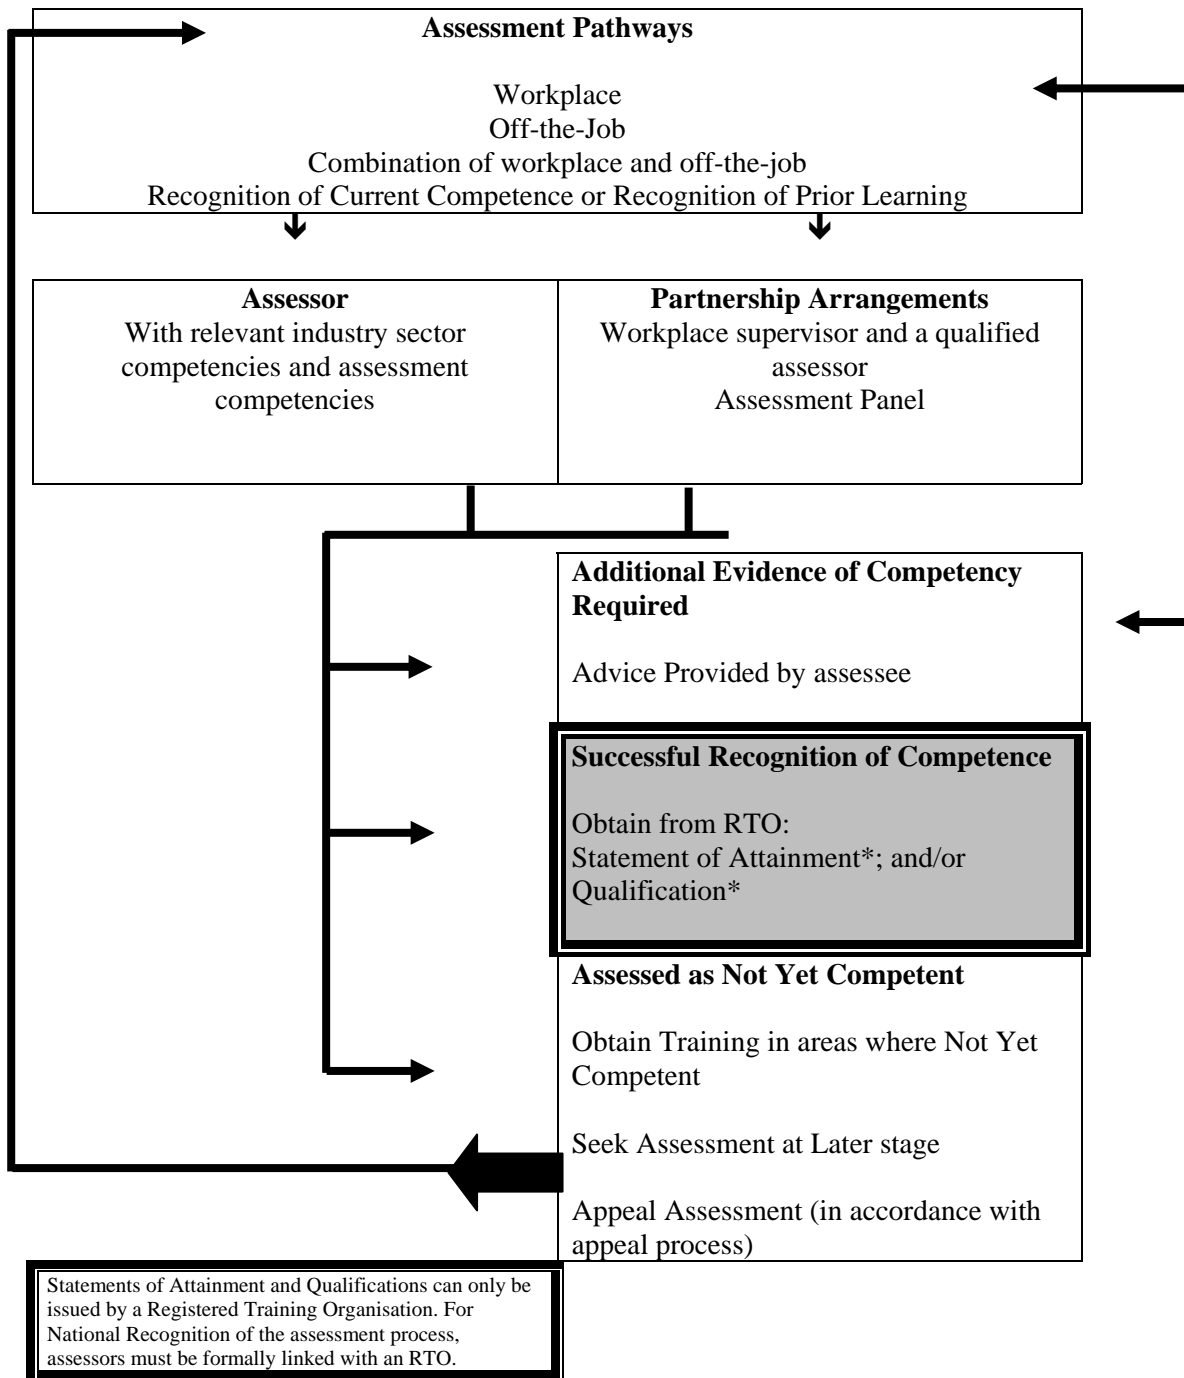 Assessment Pathways
Workplace
Off-the-Job
Combination of workplace and off-the-job
Recognition of Current Competence or Recognition of Prior Learning
Assessor
With relevant industry sector
competencies and assessment
competencies
Partnership Arrangements
Workplace supervisor and a qualified
assessor
Assessment Panel
Additional Evidence of Competency
Required
Advice Provided by assessee
Successful Recognition of Competence
Obtain from RTO:
Statement of Attainment*; and/or
Qualification*
Assessed as Not Yet Competent
Obtain Training in areas where Not Yet
Competent
Seek Assessment at Later stage
Appeal Assessment (in accordance with
appeal process)
Statements of Attainment and Qualifications can only be
issued by a Registered Training Organisation. For
National Recognition of the assessment process,
assessors must be formally linked with an RTO.